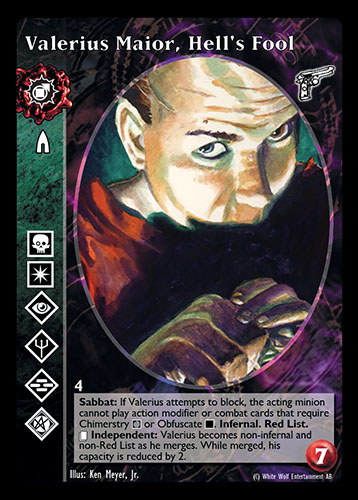 Valerius Maior, Hell's Fool
4
Sabbat: If Valerius attempts to block, the acting minion
cannot play action modifier or combat cards that require
Chimerstry or Obfuscate. Infernal. Red List.
Independent: Valerius becomes non-infernal and
non-Red List as he merges. While merged, his
capacity is reduced by 2.
7
Illus: Ken Meyer, Jr.
(C) White Wolf Entertainment AB